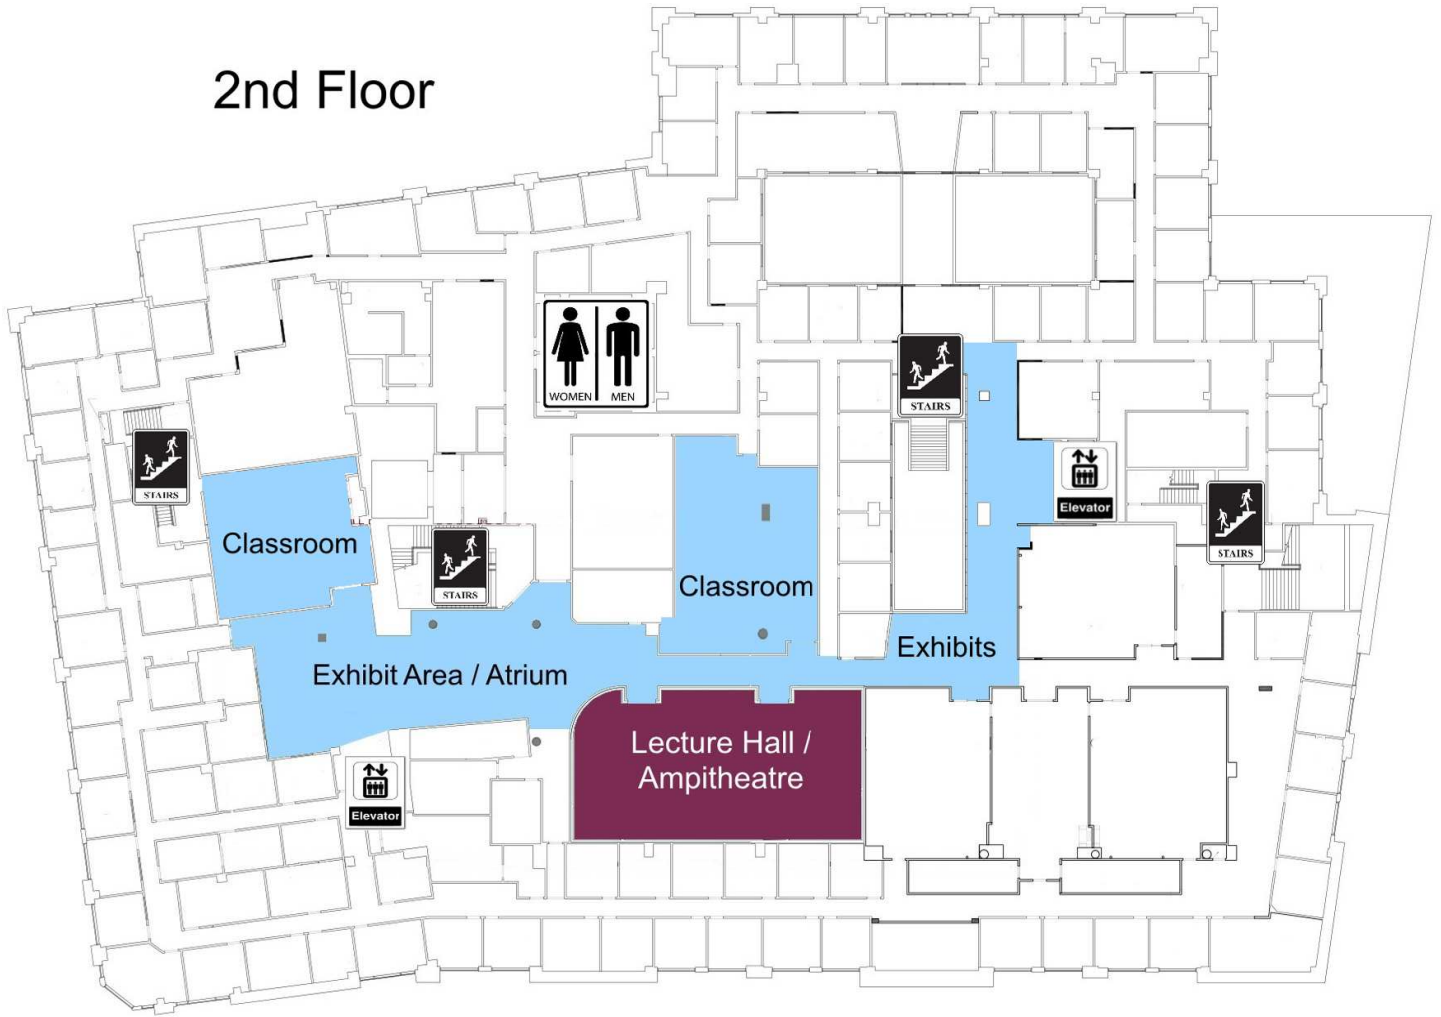 2nd Floor
WOMEN MEN
STAIRS
STAIRS
Elevator
STAIRS
STAIRS
Classroom
STAIRS
Classroom
Exhibits
Exhibit Area / Atrium
Lecture Hall /
Ampitheatre
Elevator